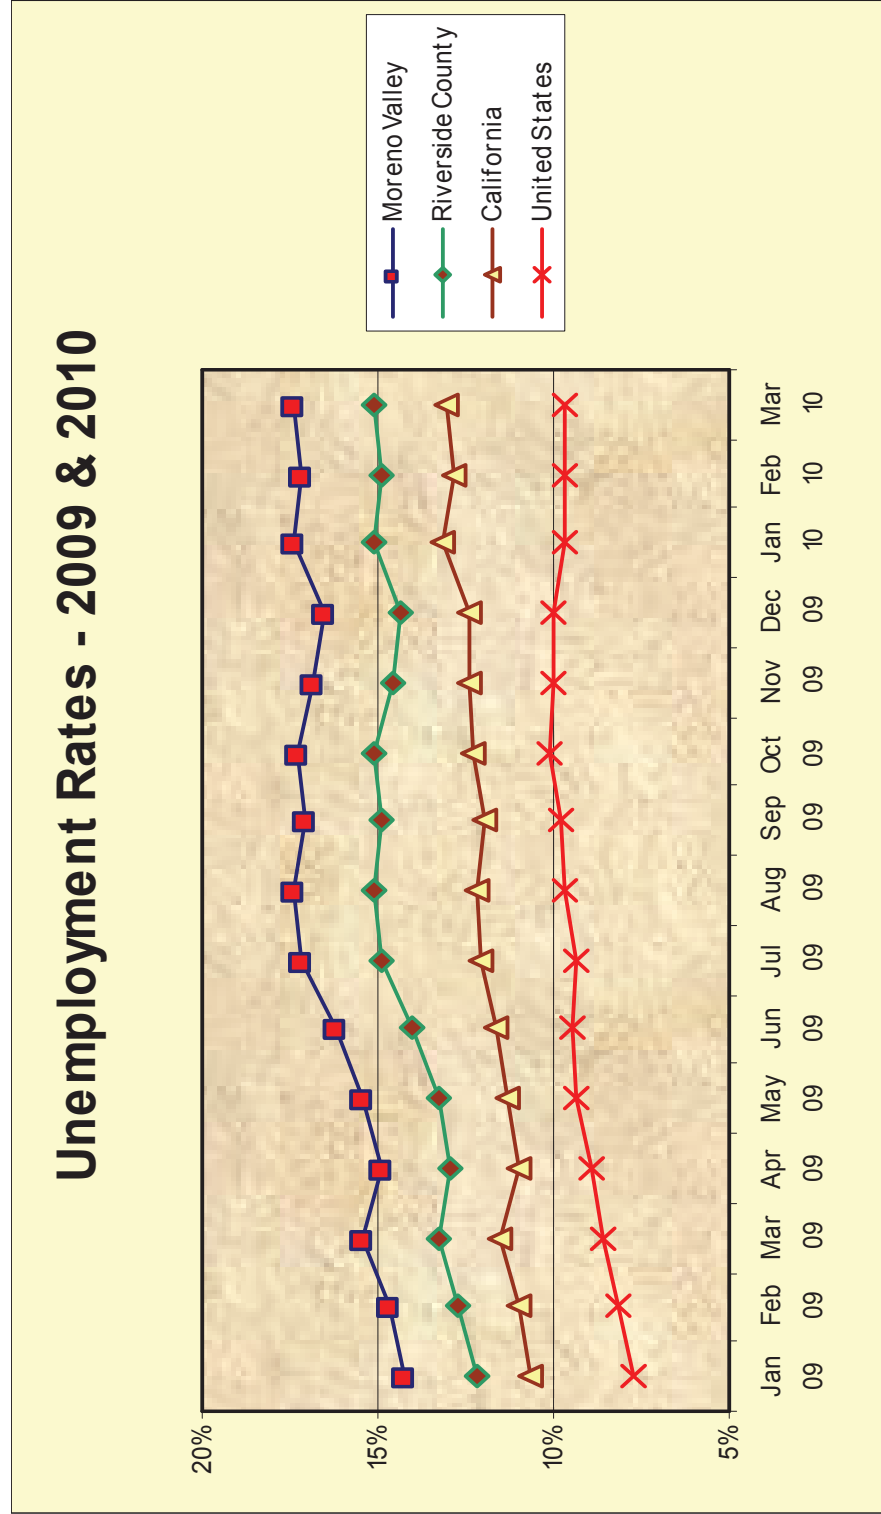 Unemployment Rates - 2009 & 2010
20%
15%
10%
5%
Jan 09
Feb 09
Mar 09
Apr 09
May 09
Jun 09
Jul 09
Aug 09
Sep 09
Oct 09
Nov 09
Dec 09
Jan 10
Feb 10
Mar 10
Moreno Valley
Riverside County
California
United States